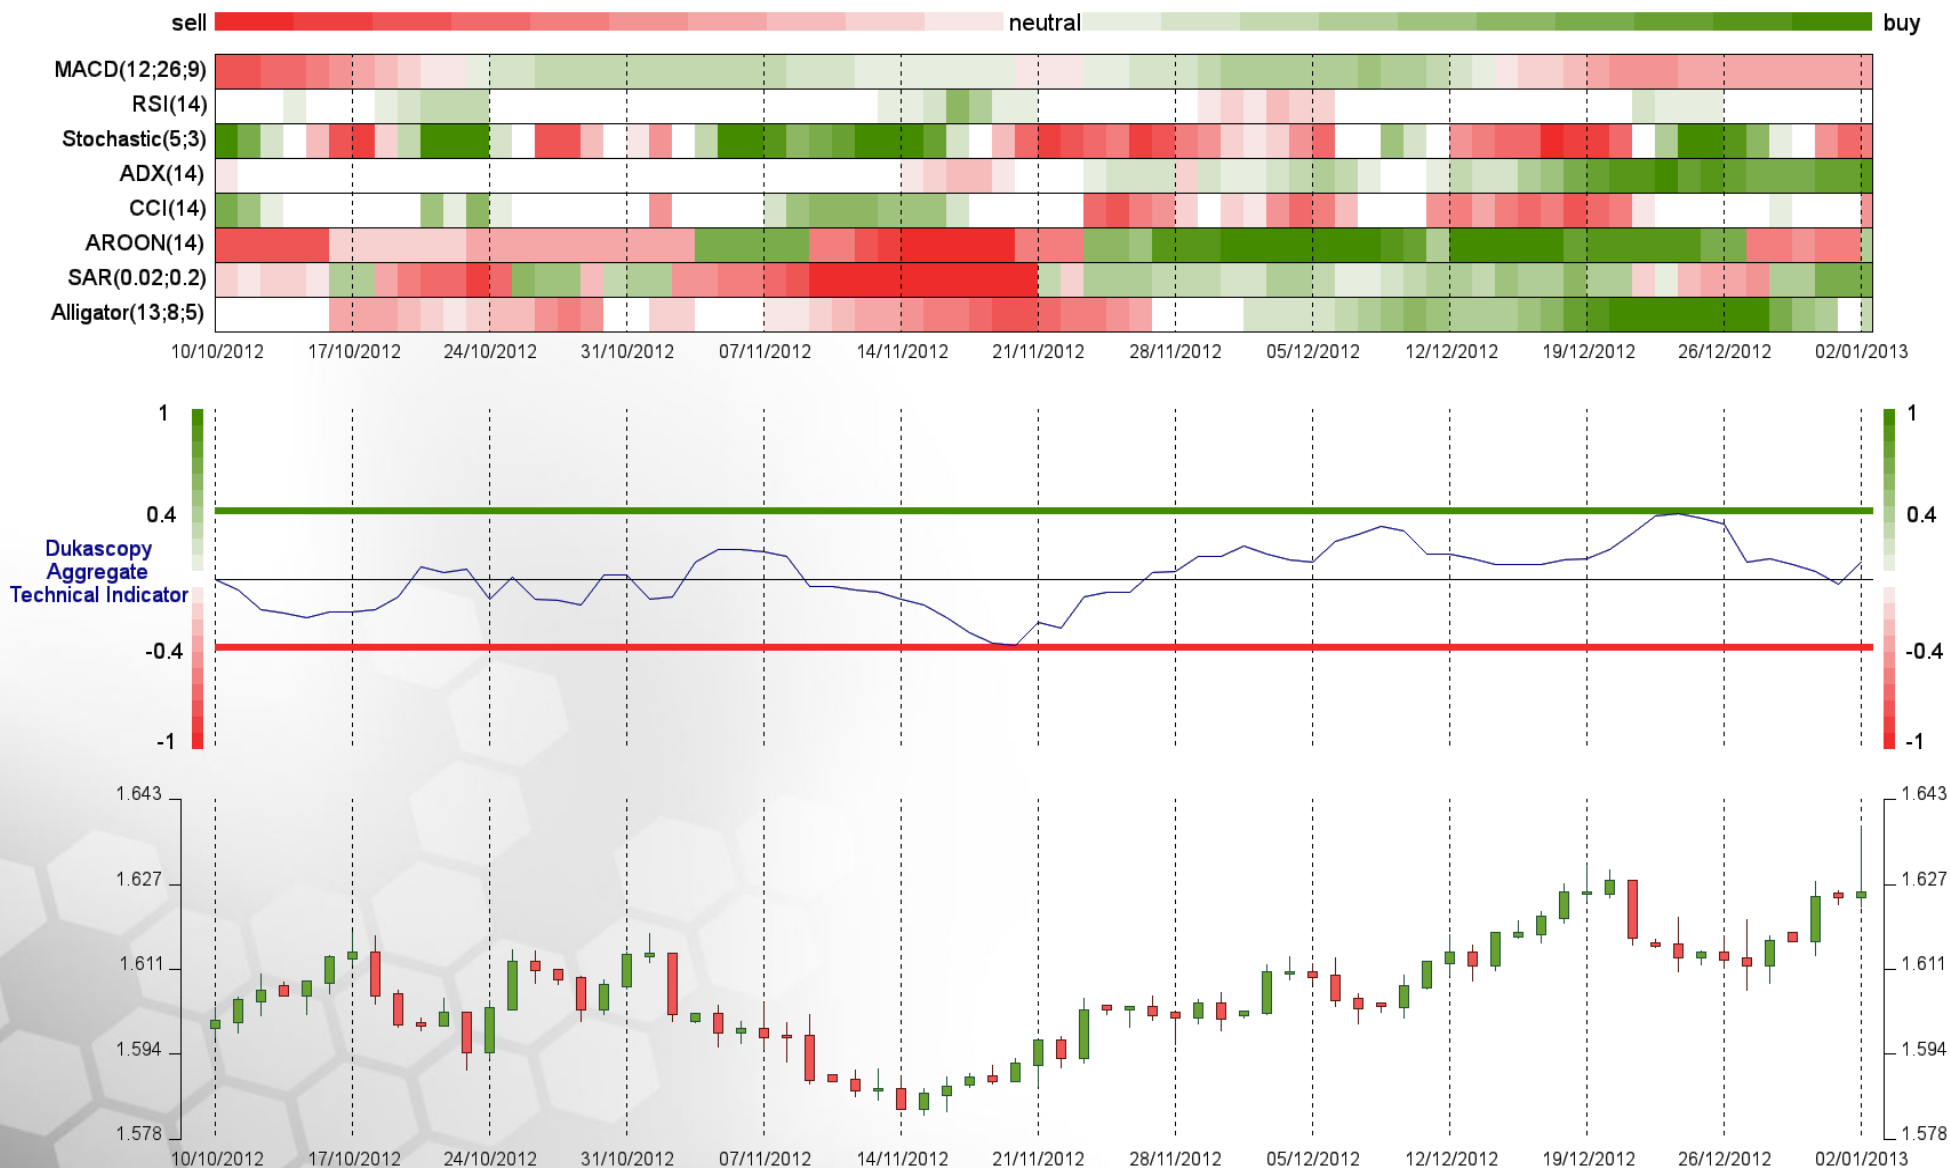 sell neutral buy
MACD(12;26;9)
RSI(14)
Stochastic(5;3)
ADX(14)
CCI(14)
AROON(14)
SAR(0.02;0.2)
Alligator(13;8;5)
10/10/2012 17/10/2012 24/10/2012 31/10/2012 07/11/2012 14/11/2012 21/11/2012 28/11/2012 05/12/2012 12/12/2012 19/12/2012 26/12/2012 02/01/2013
1 1
0.4 0.4
Dukascopy
Aggregate
Technical Indicator
-0.4 -0.4
-1 -1
1.643 1.643
1.627 1.627
1.611 1.611
1.594 1.594
1.578 1.578
10/10/2012 17/10/2012 24/10/2012 31/10/2012 07/11/2012 14/11/2012 21/11/2012 28/11/2012 05/12/2012 12/12/2012 19/12/2012 26/12/2012 02/01/2013